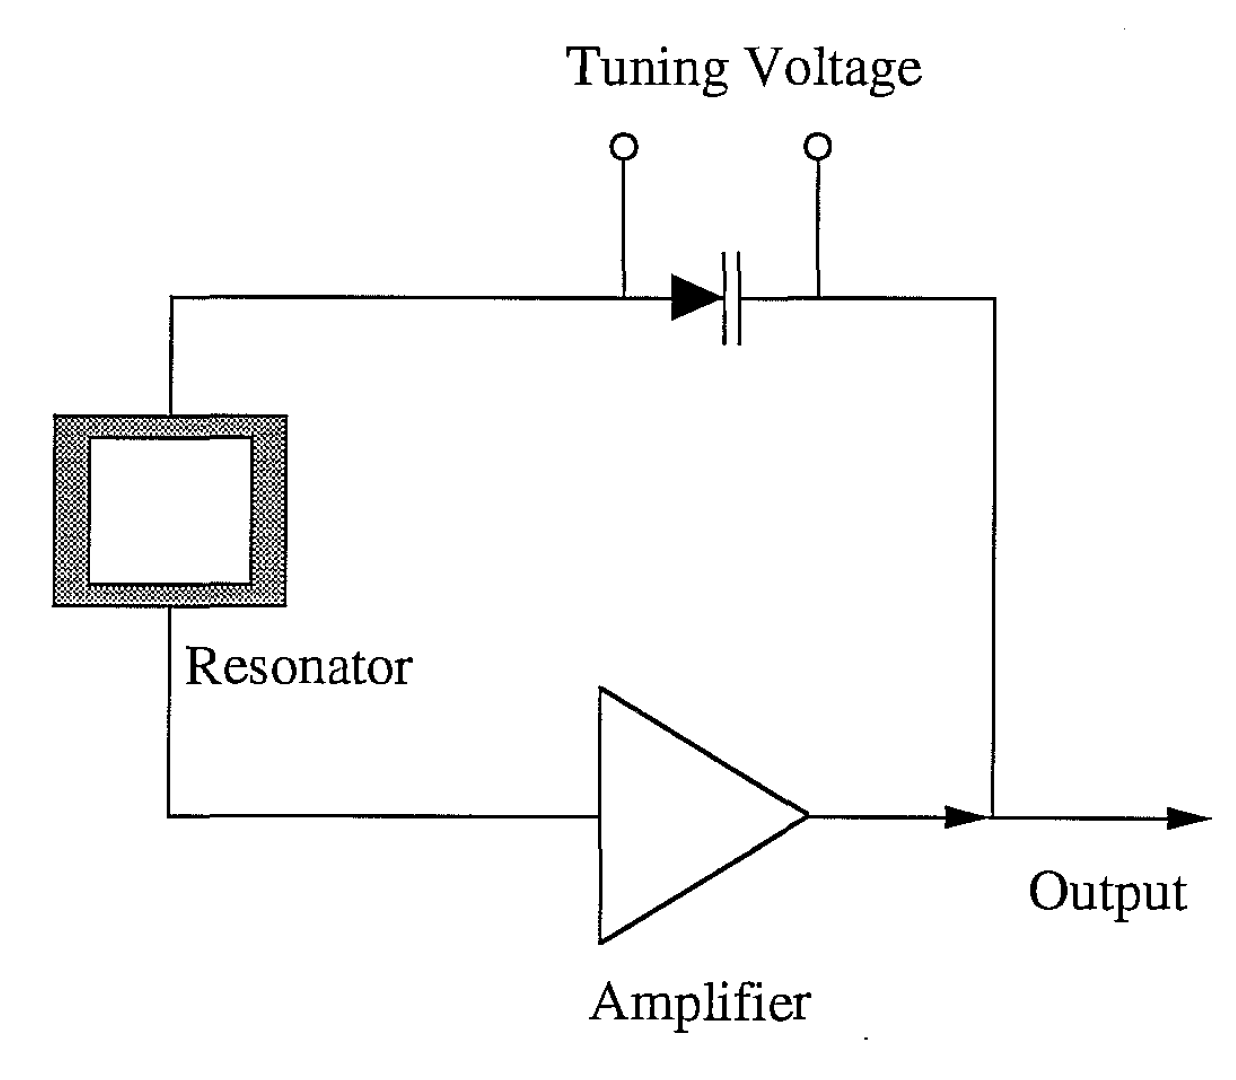 Tuning Voltage
Resonator
Output
Amplifier